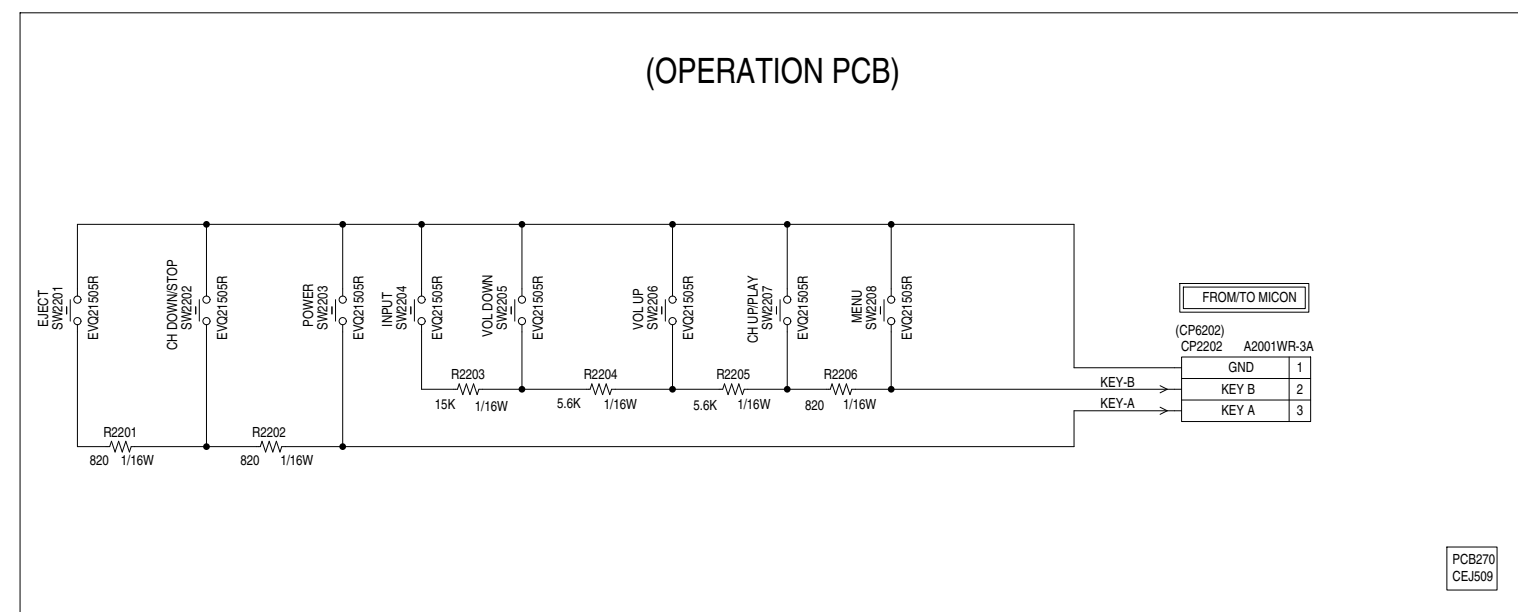 (OPERATION PCB)
EJECT
SW2201
EVQ21505R
CH DOWN/STOP
SW2202
EVQ21505R
POWER
SW2203
EVQ21505R
INPUT
SW2204
EVQ21505R
VOL DOWN
SW2205
EVQ21505R
VOL UP
SW2206
EVQ21505R
CH UP/PLAY
SW2207
EVQ21505R
MENU
SW2208
EVQ21505R
FROM/TO MICON
(CP6202)
CP2202 A2001WR-3A
GND 1
KEY-B KEY B 2
KEY-A KEY A 3
R2203
15K 1/16W
R2204
5.6K 1/16W
R2205
5.6K 1/16W
R2206
820 1/16W
R2201
820 1/16W
R2202
820 1/16W
PCB270
CEJ509